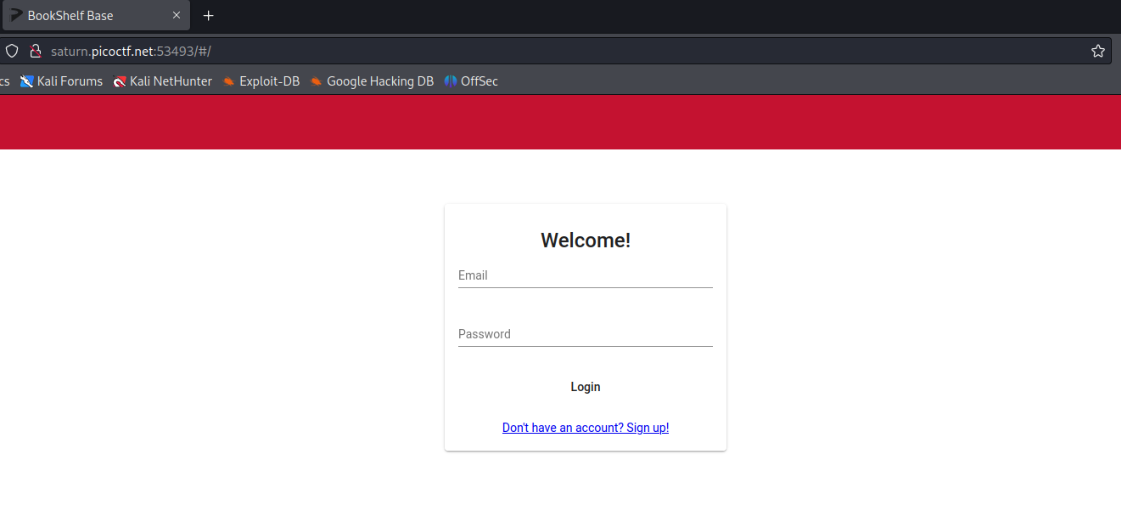 BookShelf Base
saturn.picoctf.net:53493/#/
cs Kali Forums Kali NetHunter Exploit-DB Google Hacking DB OffSec
Welcome!
Email
Password
Login
Don't have an account? Sign up!